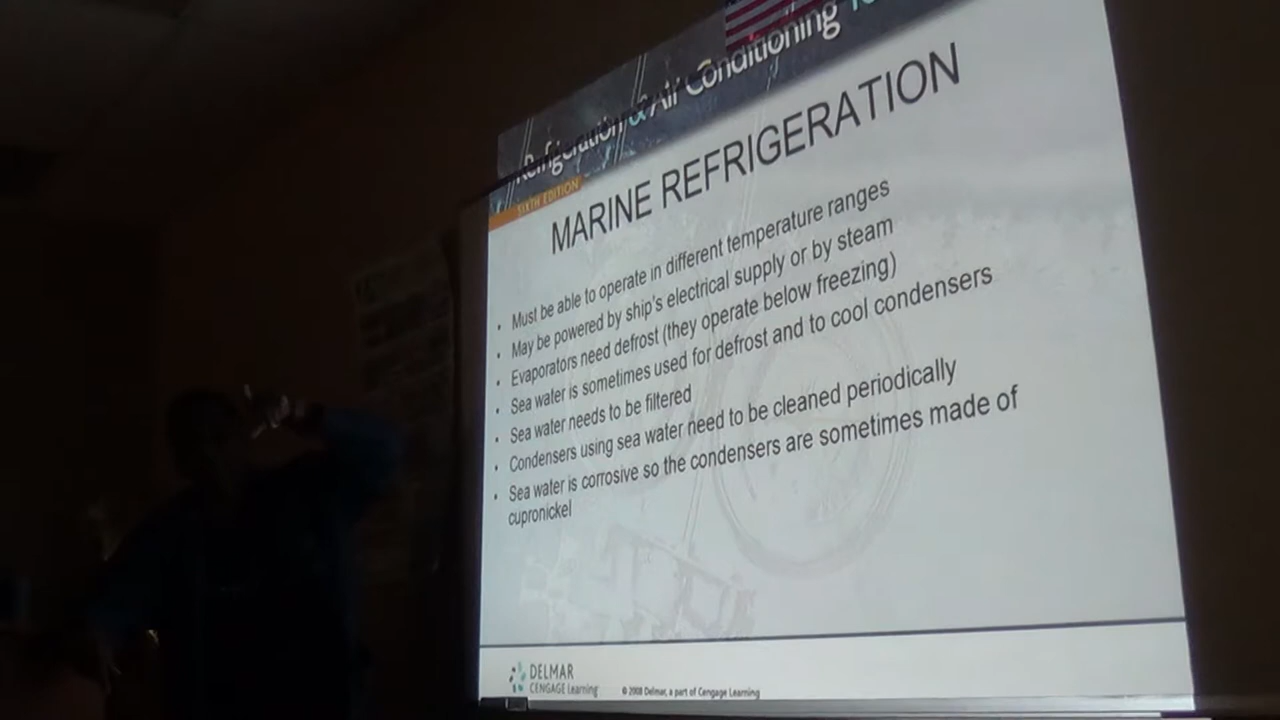 Refrigeration & Air Conditioning
SIXTH EDITION
MARINE REFRIGERATION
• Must be able to operate in different temperature ranges
• May be powered by ship's electrical supply or by steam
• Evaporators need defrost (they operate below freezing)
• Sea water is sometimes used for defrost and to cool condensers
• Sea water needs to be filtered
• Condensers using sea water need to be cleaned periodically
• Sea water is corrosive so the condensers are sometimes made of
cupronickel
DELMAR
CENGAGE Learning
© 2008 Delmar, a part of Cengage Learning